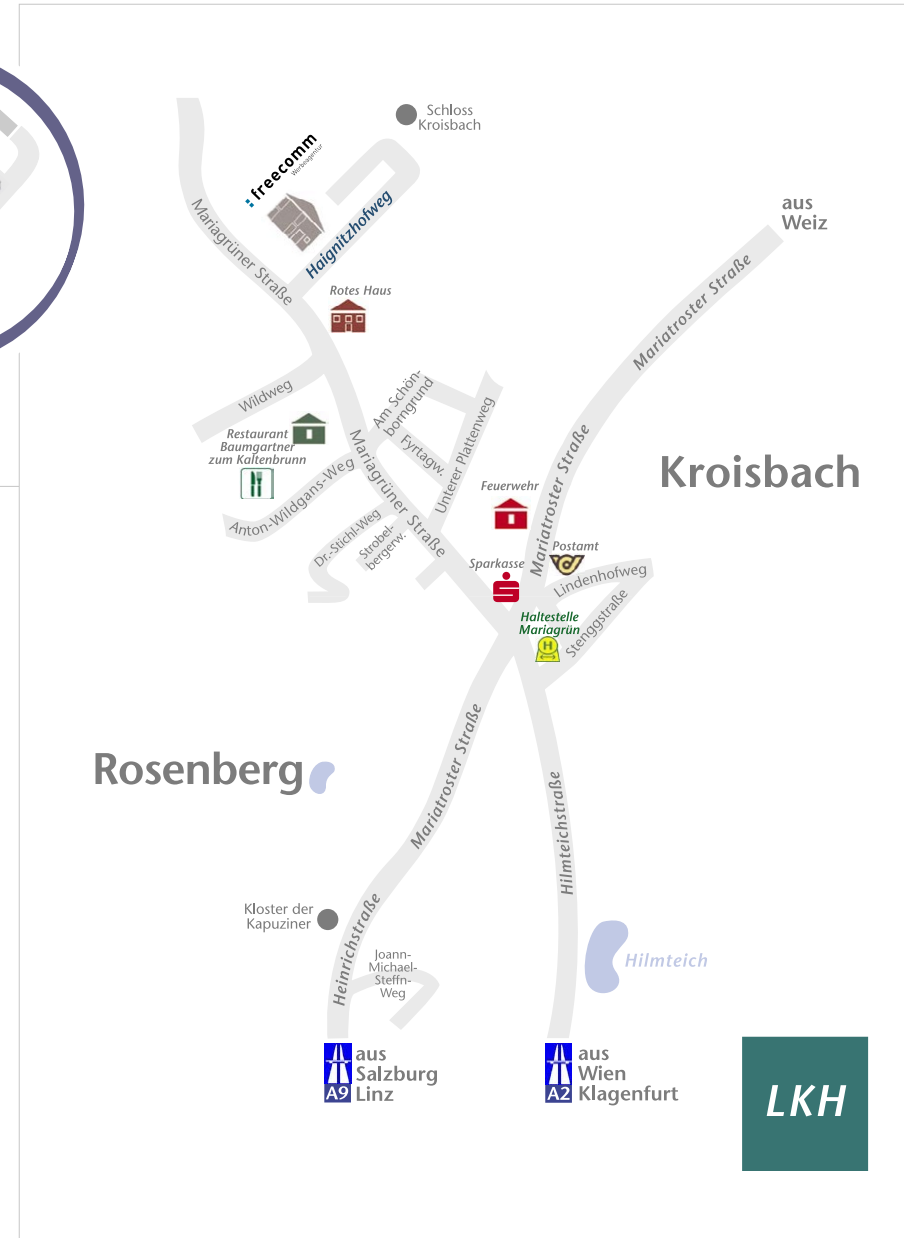 Schloss
Kroisbach
freecomm
Werbeagentur
aus
Weiz
Mariagrüner Straße
Haignitzhofweg
Rotes Haus
Mariatroster Straße
Wildweg
Am Schön-
borngrund
Restaurant
Baumgartner
zum Kaltenbrunn
Fyrtagw.
Unterer Plattenweg
Mariagrüner Straße
Mariatroster Straße
Kroisbach
Anton-Wildgans-Weg
Feuerwehr
Dr.-Stichl-Weg
Strobel-
bergerw.
Postamt
Sparkasse
S
Lindenhofweg
Haltestelle
Mariagrün
H
Stenggstraße
Rosenberg
Mariatroster Straße
Hilmteichstraße
Kloster der
Kapuziner
Heinrichstraße
Joann-
Michael-
Steffn-
Weg
Hilmteich
A9
aus
Salzburg
Linz
A2
aus
Wien
Klagenfurt
LKH